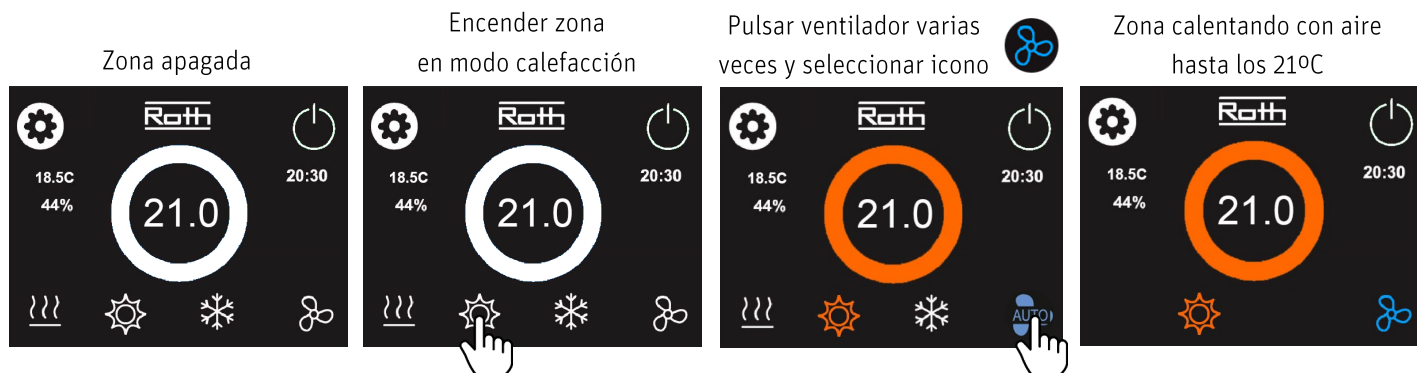 Zona apagada
Encender zona
en modo calefacción
Pulsar ventilador varias
veces y seleccionar icono
Zona calentando con aire
hasta los 21ºC
Roth
18.5C
20:30
44%
21.0
Roth
18.5C
20:30
44%
21.0
Roth
18.5C
20:30
44%
21.0
AUTO
Roth
18.5C
20:30
44%
21.0